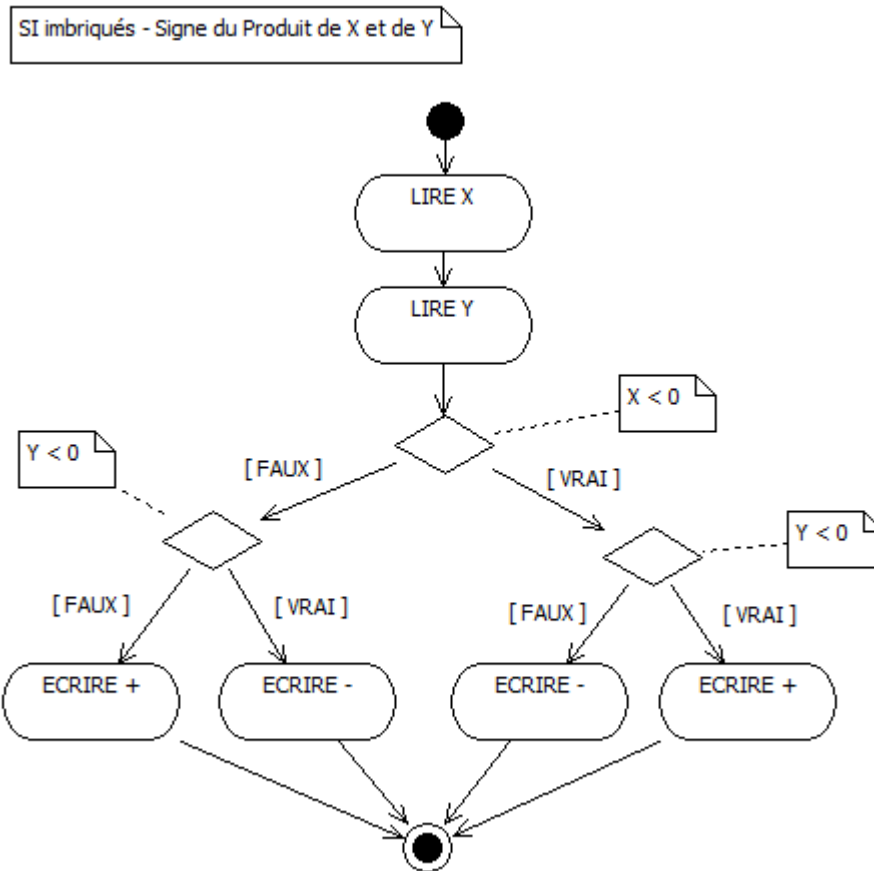 SI imbriqués - Signe du Produit de X et de Y
LIRE X
LIRE Y
X < 0
Y < 0
[ FAUX ]
[ VRAI ]
Y < 0
[ FAUX ]
[ VRAI ]
[ FAUX ]
[ VRAI ]
ECRIRE +
ECRIRE -
ECRIRE -
ECRIRE +